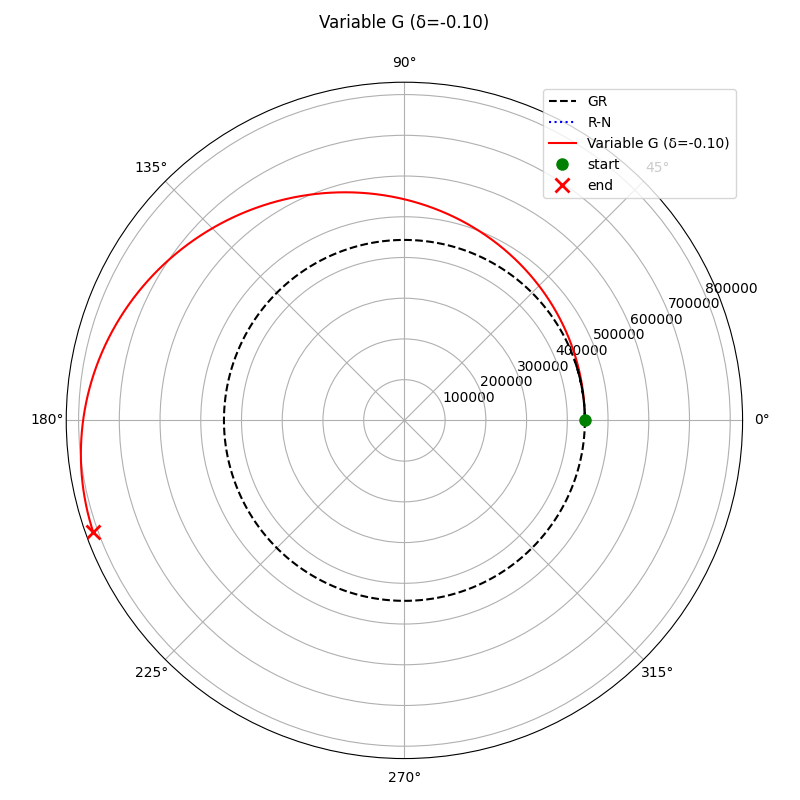 Variable G (δ=-0.10)
90°
GR
R-N
Variable G (δ=-0.10)
start
end
135°
45°
800000
700000
600000
500000
400000
300000
200000
100000
180°
0°
225°
315°
270°